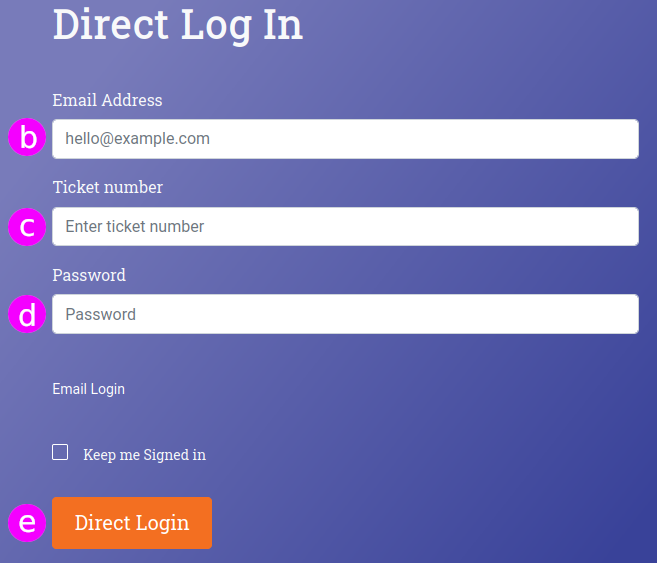 Direct Log In
Email Address
b hello@example.com
Ticket number
c Enter ticket number
Password
d Password
Email Login
Keep me Signed in
e Direct Login